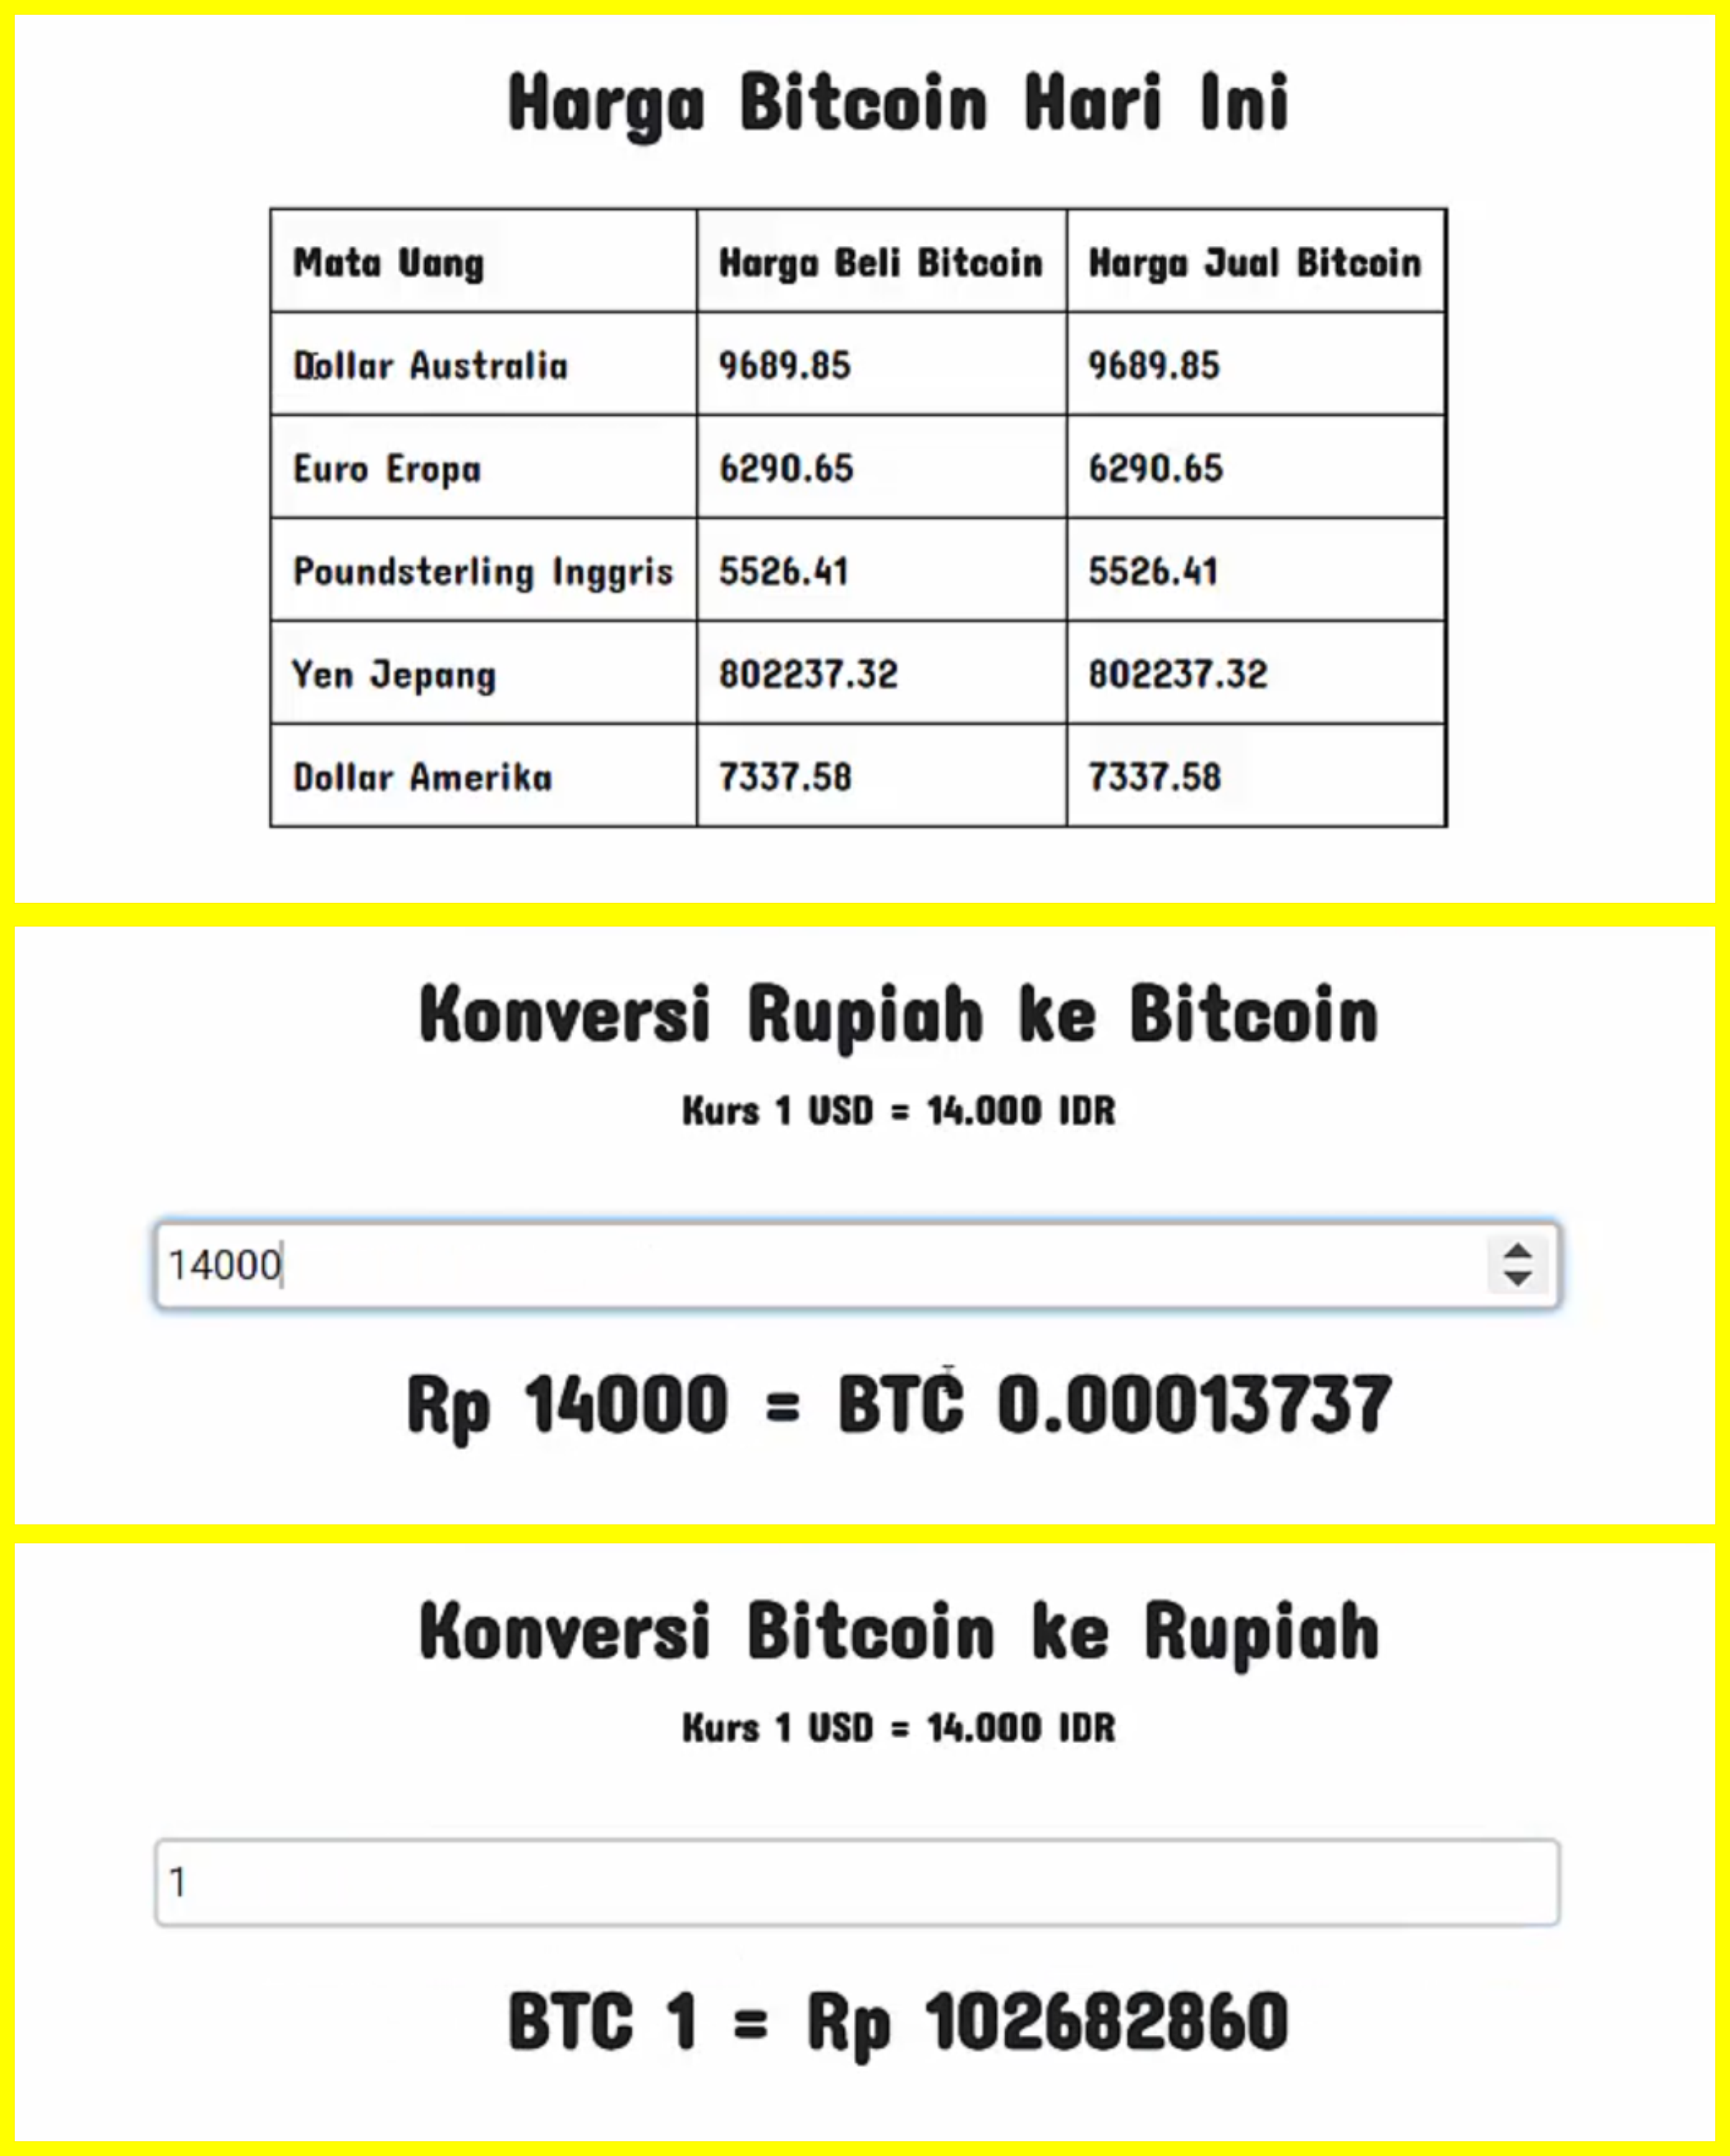 Harga Bitcoin Hari Ini
Mata Uang Harga Beli Bitcoin Harga Jual Bitcoin
Dollar Australia 9689.85 9689.85
Euro Eropa 6290.65 6290.65
Poundsterling Inggris 5526.41 5526.41
Yen Jepang 802237.32 802237.32
Dollar Amerika 7337.58 7337.58
Konversi Rupiah ke Bitcoin
Kurs 1 USD = 14.000 IDR
14000
Rp 14000 = BTC 0.00013737
Konversi Bitcoin ke Rupiah
Kurs 1 USD = 14.000 IDR
1
BTC 1 = Rp 102682860